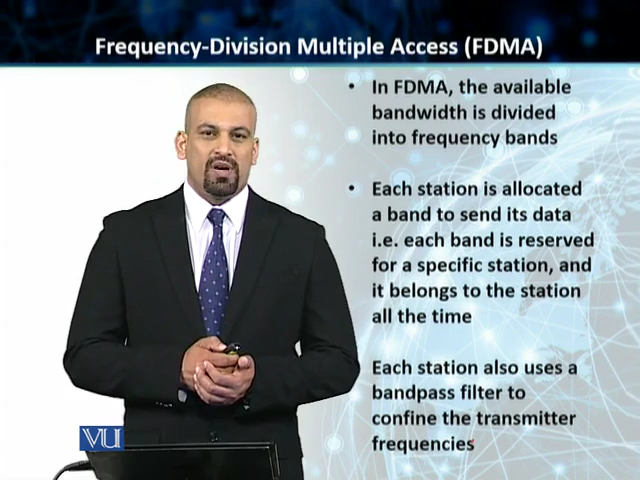 Frequency-Division Multiple Access (FDMA)
• In FDMA, the available
bandwidth is divided
into frequency bands
• Each station is allocated
a band to send its data
i.e. each band is reserved
for a specific station, and
it belongs to the station
all the time
Each station also uses a
bandpass filter to
confine the transmitter
frequencies
VU